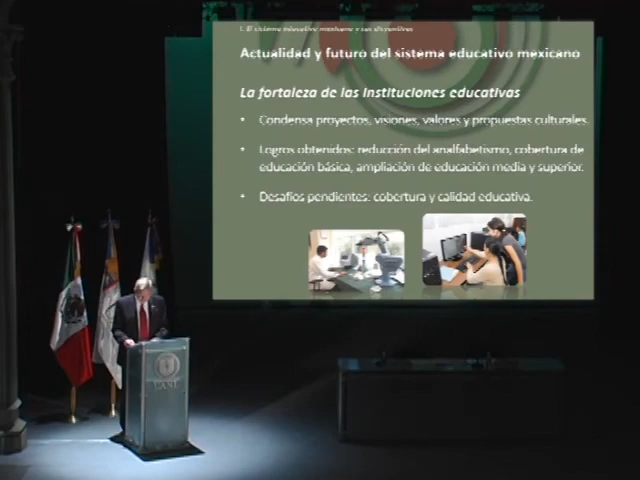 I. El sistema educativo mexicano y sus disyuntivas
Actualidad y futuro del sistema educativo mexicano
La fortaleza de las instituciones educativas
• Condensa proyectos, visiones, valores y propuestas culturales.
• Logros obtenidos: reducción del analfabetismo, cobertura de
educación básica, ampliación de educación media y superior.
• Desafíos pendientes: cobertura y calidad educativa.